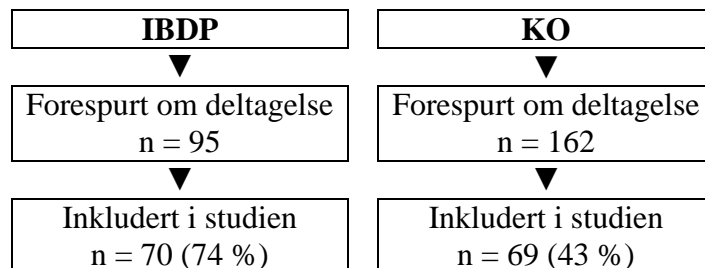 IBDP
Forespurt om deltagelse
n = 95
Inkludert i studien
n = 70 (74 %)
KO
Forespurt om deltagelse
n = 162
Inkludert i studien
n = 69 (43 %)